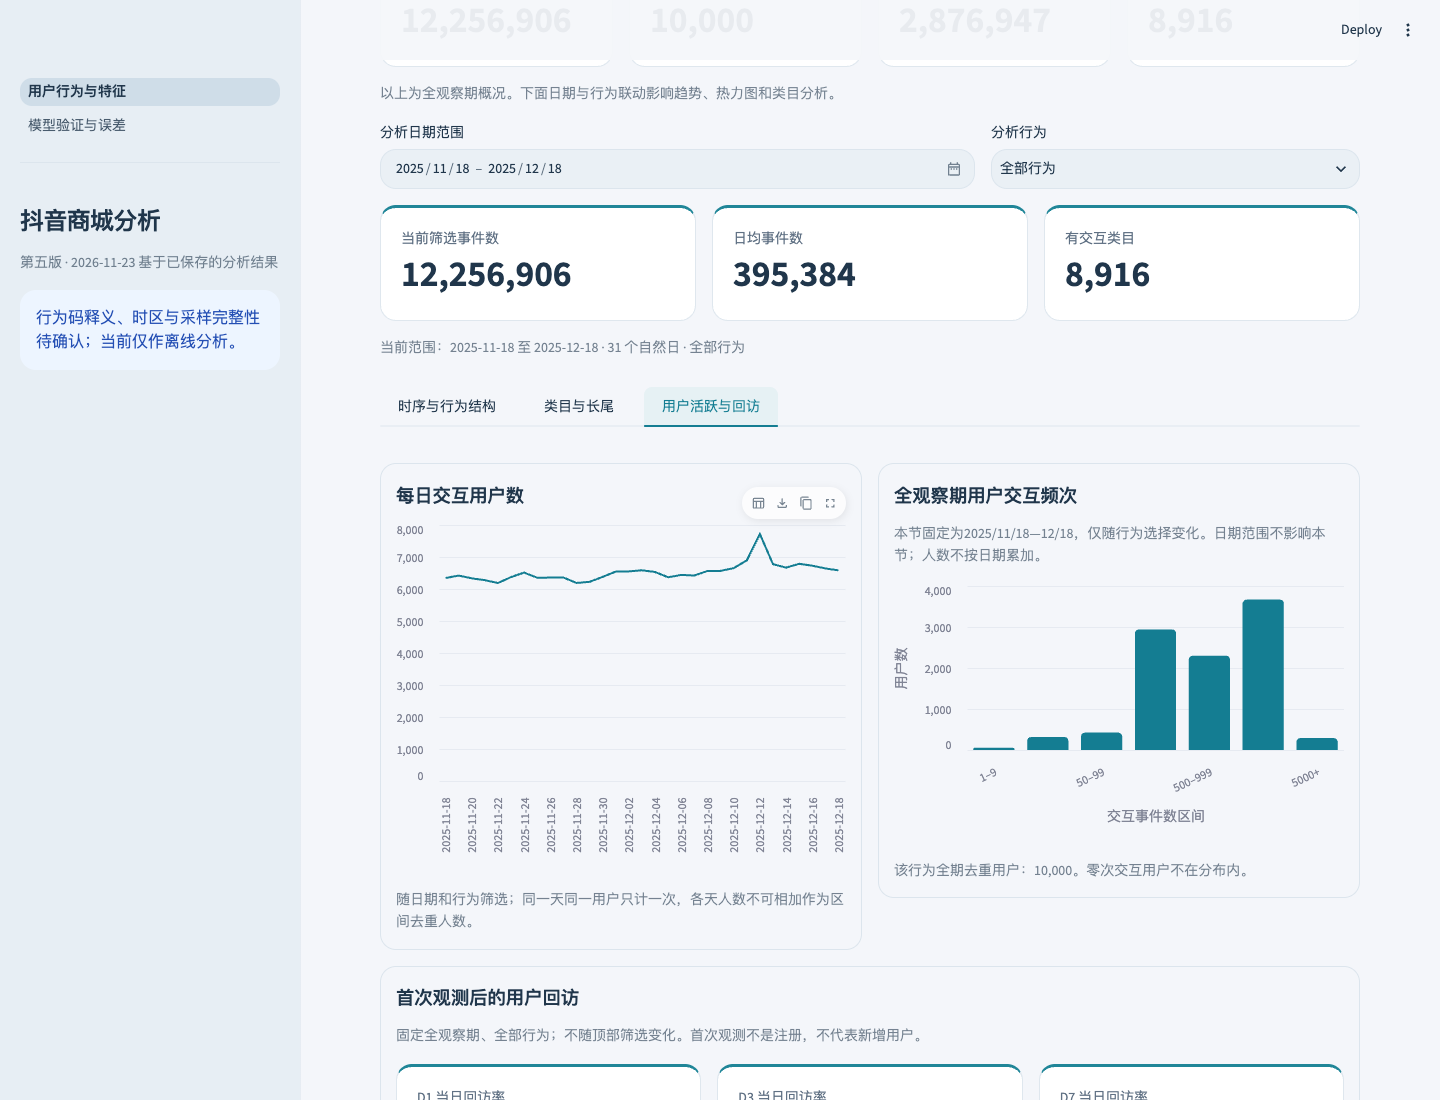 12,256,906
10,000
2,876,947
8,916
Deploy
用户行为与特征
模型验证与误差
抖音商城分析
第五版 · 2026-11-23 基于已保存的分析结果
行为码释义、时区与采样完整性
待确认；当前仅作离线分析。
以上为全观察期概况。下面日期与行为联动影响趋势、热力图和类目分析。
分析日期范围
分析行为
2025 / 11 / 18 – 2025 / 12 / 18
全部行为
当前筛选事件数
12,256,906
日均事件数
395,384
有交互类目
8,916
当前范围：2025-11-18 至 2025-12-18 · 31 个自然日 · 全部行为
时序与行为结构
类目与长尾
用户活跃与回访
每日交互用户数
8,000
7,000
6,000
5,000
4,000
3,000
2,000
1,000
0
2025-11-18
2025-11-20
2025-11-22
2025-11-24
2025-11-26
2025-11-28
2025-11-30
2025-12-02
2025-12-04
2025-12-06
2025-12-08
2025-12-10
2025-12-12
2025-12-14
2025-12-16
2025-12-18
随日期和行为筛选；同一天同一用户只计一次，各天人数不可相加作为区
间去重人数。
全观察期用户交互频次
本节固定为2025/11/18—12/18，仅随行为选择变化。日期范围不影响本
节；人数不按日期累加。
用户数
4,000
3,000
2,000
1,000
0
1–9
50–99
500–999
5000+
交互事件数区间
该行为全期去重用户：10,000。零次交互用户不在分布内。
首次观测后的用户回访
固定全观察期、全部行为；不随顶部筛选变化。首次观测不是注册，不代表新增用户。
D1 当日回访率
D3 当日回访率
D7 当日回访率